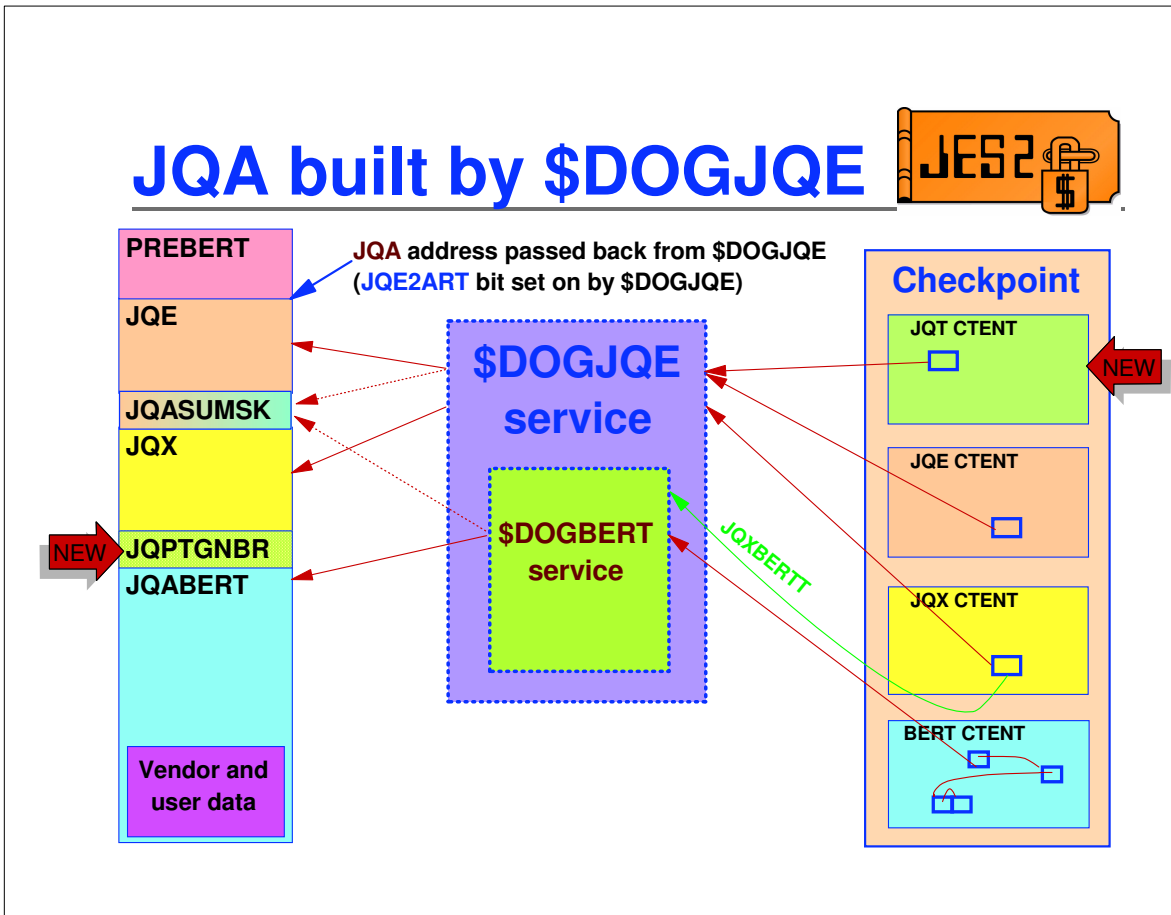 JQA built by $DOGJQE
JES2
$
PREBERT
JQA address passed back from $DOGJQE
(JQE2ART bit set on by $DOGJQE)
JQE
JQASUMSK
JQX
NEW
JQPTGNBR
JQABERT
Vendor and
user data
$DOGJQE
service
$DOGBERT
service
JQXBERTT
Checkpoint
JQT CTENT
NEW
JQE CTENT
JQX CTENT
BERT CTENT